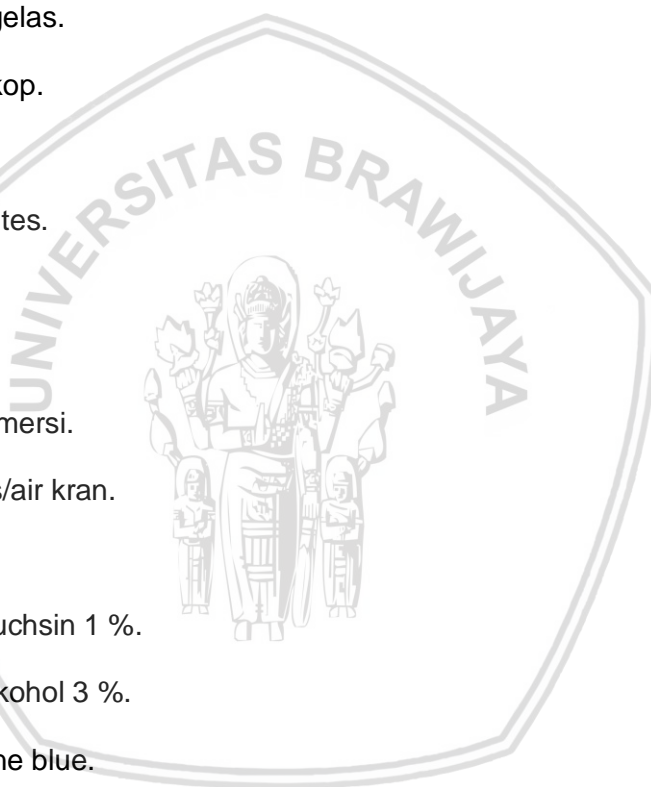 gelas.
kop.
UNIVERSITAS BRAWIJAYA
tes.
mersi.
s/air kran.
uchsin 1 %.
kohol 3 %.
ne blue.